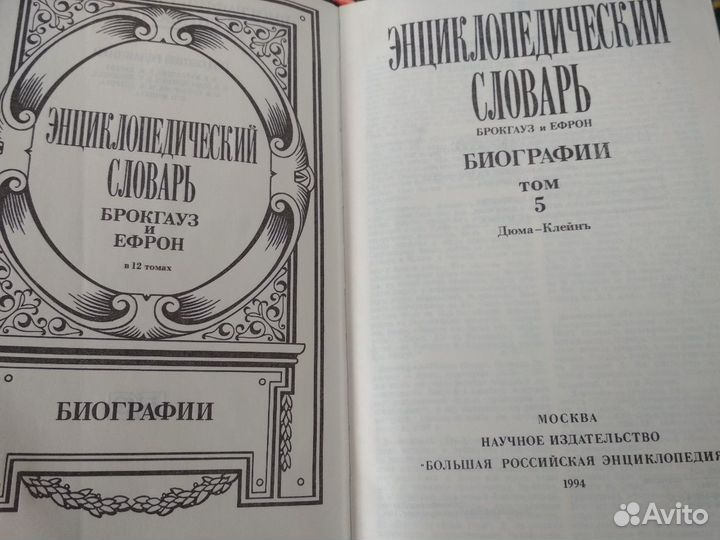 ЭНЦИКЛОПЕДИЧЕСКИЙ
СЛОВАРЬ
БРОКГАУЗ
и
ЕФРОН
в 12 томах
БИОГРАФИИ
ЭНЦИКЛОПЕДИЧЕСКИЙ
СЛОВАРЬ
БРОКГАУЗ и ЕФРОН
БИОГРАФИИ
том
5
Дюма–Клейнъ
МОСКВА
НАУЧНОЕ ИЗДАТЕЛЬСТВО
«БОЛЬШАЯ РОССИЙСКАЯ ЭНЦИКЛОПЕДИЯ
1994
Avito